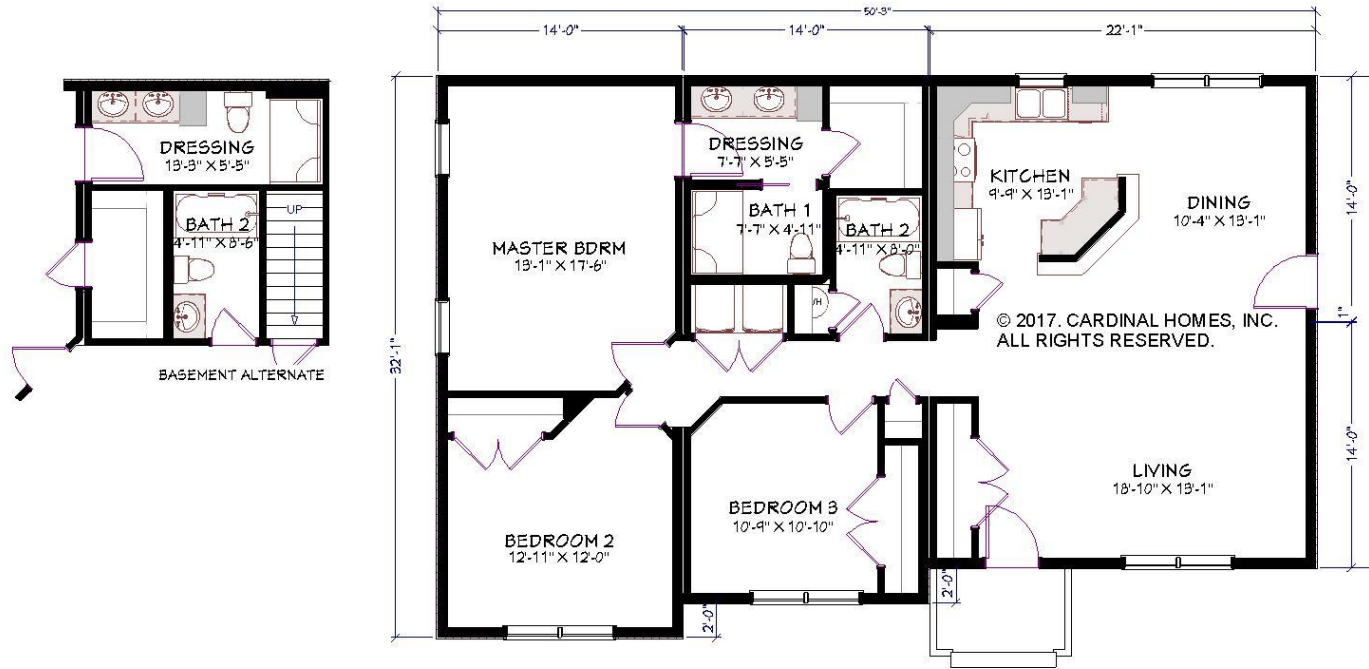 50'-3"
14'-0"
14'-0"
22'-1"
DRESSING
13'-3" X 5'-5"
UP
BATH 2
4'-11" X 8'-6"
BASEMENT ALTERNATE
32'-1"
MASTER BDRM
13'-1" X 17'-6"
DRESSING
7'-7" X 5'-5"
BATH 1
7'-7" X 4'-11"
BATH 2
4'-11" X 8'-0"
KITCHEN
9'-9" X 13'-1"
DINING
10'-4" X 13'-1"
14'-0"
1"
© 2017. CARDINAL HOMES, INC.
ALL RIGHTS RESERVED.
LIVING
18'-10" X 13'-1"
14'-0"
BEDROOM 3
10'-9" X 10'-10"
BEDROOM 2
12'-11" X 12'-0"
2'-0"
2'-0"